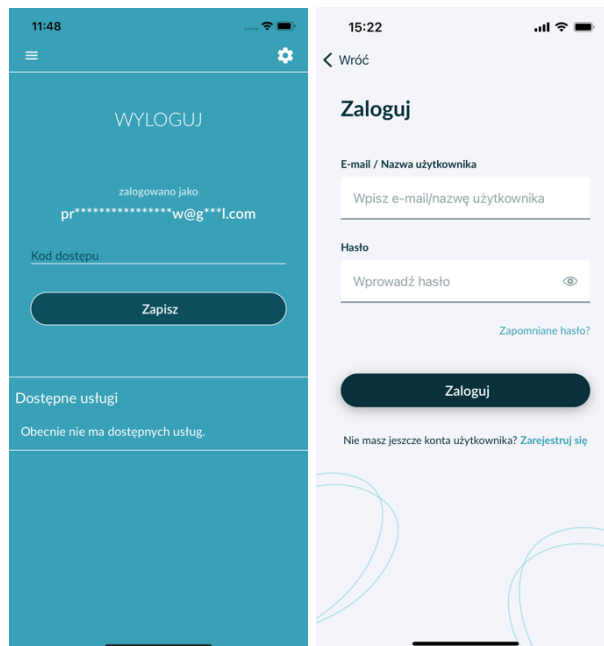 11:48
WYLOGUJ
zalogowano jako
pr****************w@g***l.com
Kod dostępu
Zapisz
Dostępne usługi
Obecnie nie ma dostępnych usług.
15:22
Wróć
Zaloguj
E-mail / Nazwa użytkownika
Wpisz e-mail/nazwę użytkownika
Hasło
Wprowadź hasło
Zapomniane hasło?
Zaloguj
Nie masz jeszcze konta użytkownika? Zarejestruj się